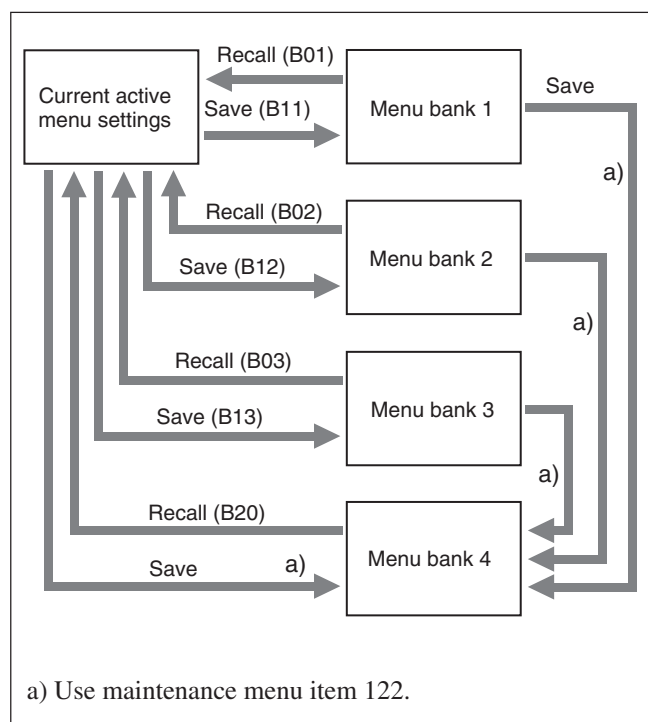 Recall (B01)
Current active
menu settings
Menu bank 1
Save
Save (B11)
a)
Recall (B02)
Menu bank 2
Save (B12)
a)
Recall (B03)
Menu bank 3
Save (B13)
a)
Recall (B20)
Menu bank 4
Save
a)
a) Use maintenance menu item 122.